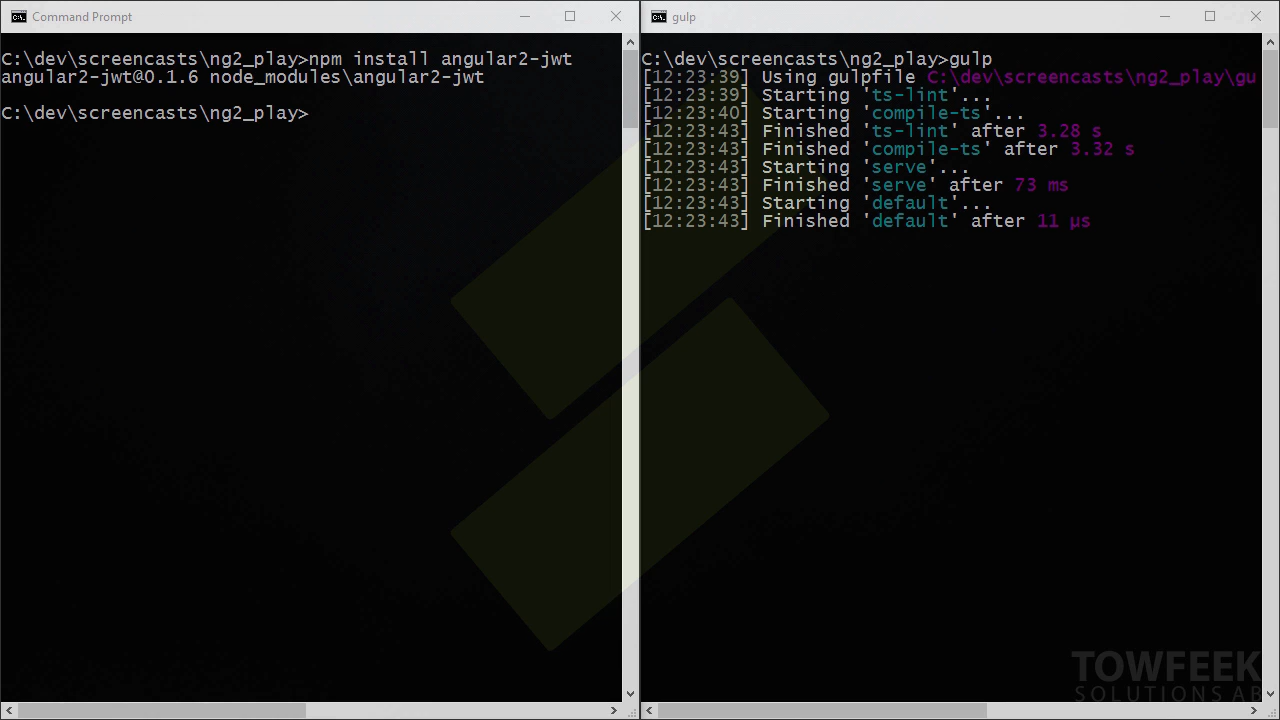 Command Prompt
C:\dev\screencasts\ng2_play>npm install angular2-jwt
angular2-jwt@0.1.6 node_modules\angular2-jwt
C:\dev\screencasts\ng2_play>
gulp
C:\dev\screencasts\ng2_play>gulp
[12:23:39] Using gulpfile C:\dev\screencasts\ng2_play\gu
[12:23:39] Starting 'ts-lint'...
[12:23:40] Starting 'compile-ts'...
[12:23:43] Finished 'ts-lint' after 3.28 s
[12:23:43] Finished 'compile-ts' after 3.32 s
[12:23:43] Starting 'serve'...
[12:23:43] Finished 'serve' after 73 ms
[12:23:43] Starting 'default'...
[12:23:43] Finished 'default' after 11 μs
TOWFEEK
SOLUTIONS AB